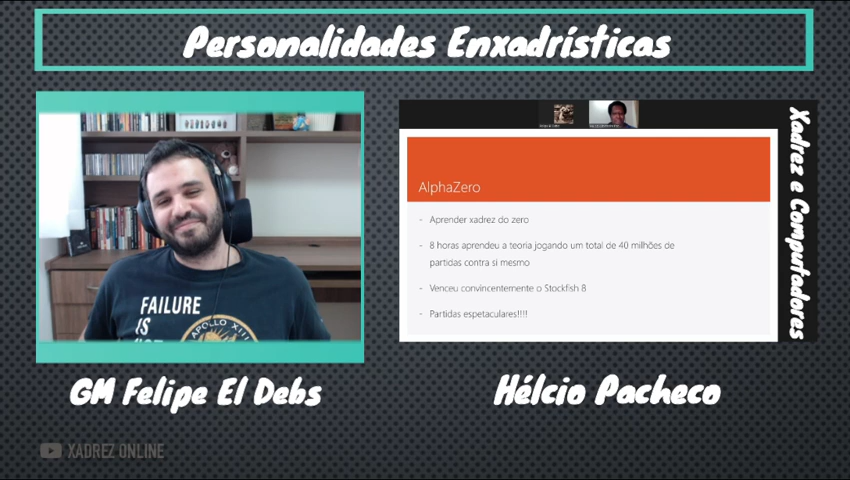 Personalidades Enxadrísticas
FAILURE
IS
APOLLO XIII
AlphaZero
- Aprender xadrez do zero
- 8 horas aprendeu a teoria jogando um total de 40 milhões de
partidas contra si mesmo
- Venceu convincentemente o Stockfish 8
- Partidas espetaculares!!!!
Xadrez e Computadores
GM Felipe El Debs
Hélcio Pacheco
XADREZ ONLINE